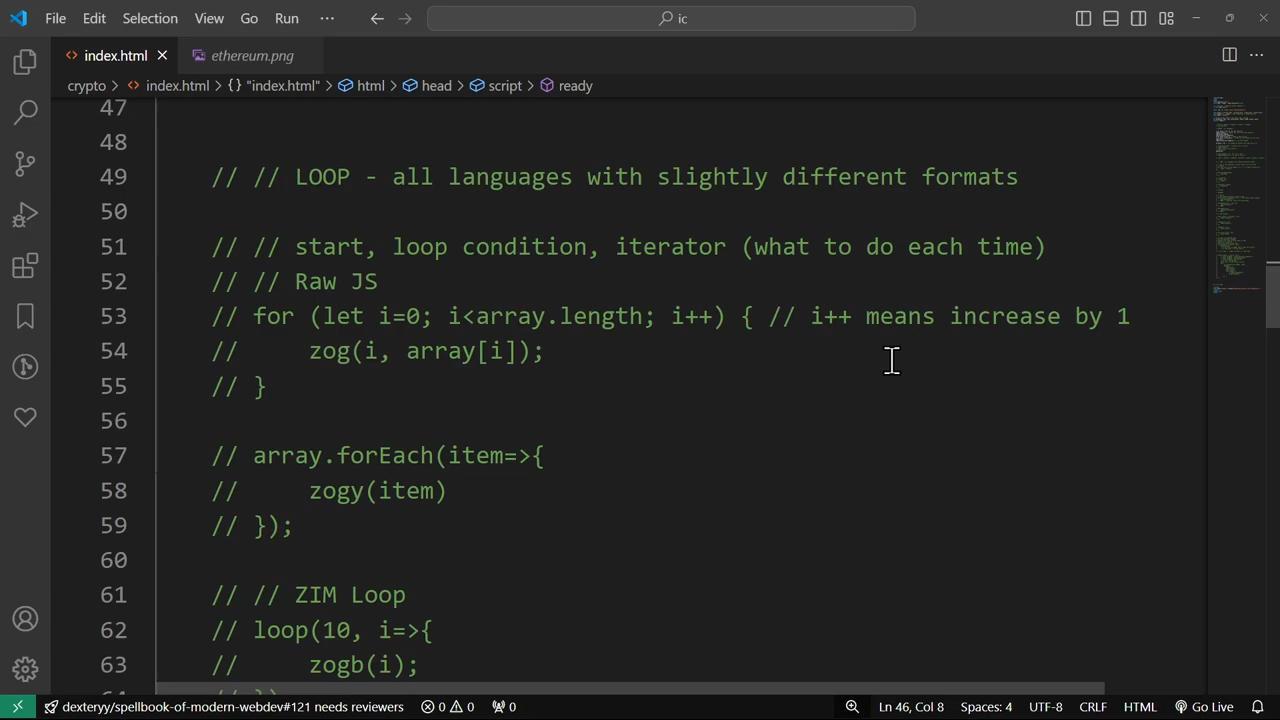 File Edit Selection View Go Run ··· ic
index.html ethereum.png
crypto > index.html > {} "index.html" > html > head > script > ready
47
48
49 // // LOOP - all languages with slightly different formats
50
51 // // start, loop condition, iterator (what to do each time)
52 // // Raw JS
53 // for (let i=0; i<array.length; i++) { // i++ means increase by 1
54 //     zog(i, array[i]);
55 // }
56
57 // array.forEach(item=>{
58 //     zogy(item)
59 // });
60
61 // // ZIM Loop
62 // loop(10, i=>{
63 //     zogb(i);
64 // })
dexteryy/spellbook-of-modern-webdev#121 needs reviewers 0 0 0 Ln 46, Col 8 Spaces: 4 UTF-8 CRLF HTML Go Live